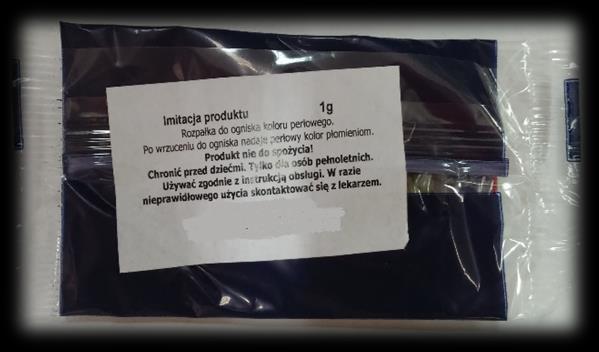 Imitacja produktu 1g
Rozpałka do ogniska koloru perłowego.
Po wrzuceniu do ogniska nadaje perłowy kolor płomieniom.
Produkt nie do spożycia!
Chronić przed dziećmi. Tylko dla osób pełnoletnich.
Używać zgodnie z instrukcją obsługi. W razie
nieprawidłowego użycia skontaktować się z lekarzem.